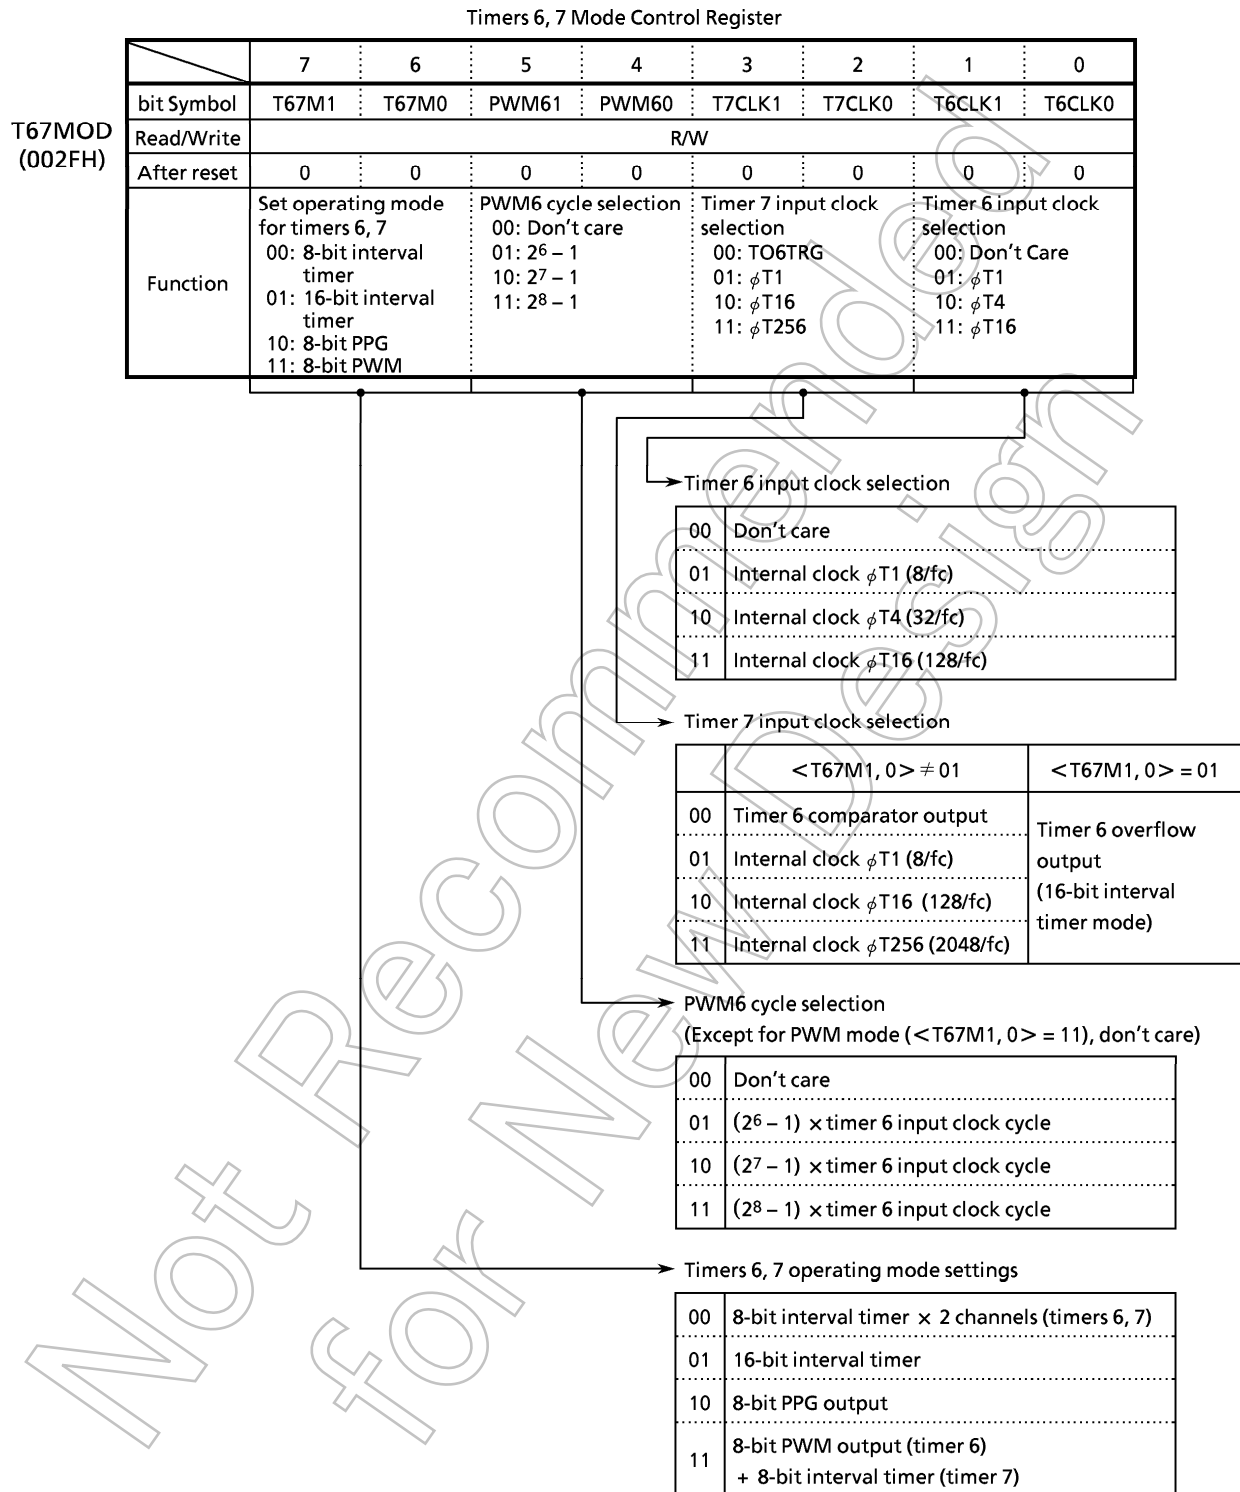 Timers 6, 7 Mode Control Register
7 6 5 4 3 2 1 0
bit Symbol T67M1 T67M0 PWM61 PWM60 T7CLK1 T7CLK0 T6CLK1 T6CLK0
T67MOD
(002FH)
Read/Write R/W
After reset 0 0 0 0 0 0 0 0
Function
Set operating mode
for timers 6, 7
00: 8-bit interval
timer
01: 16-bit interval
timer
10: 8-bit PPG
11: 8-bit PWM
PWM6 cycle selection
00: Don't care
01: 2⁶ – 1
10: 2⁷ – 1
11: 2⁸ – 1
Timer 7 input clock
selection
00: TO6TRG
01: ϕT1
10: ϕT16
11: ϕT256
Timer 6 input clock
selection
00: Don't Care
01: ϕT1
10: ϕT4
11: ϕT16
Timer 6 input clock selection
00 Don't care
01 Internal clock ϕT1 (8/fc)
10 Internal clock ϕT4 (32/fc)
11 Internal clock ϕT16 (128/fc)
Timer 7 input clock selection
<T67M1, 0> ≠ 01 <T67M1, 0> = 01
00 Timer 6 comparator output
01 Internal clock ϕT1 (8/fc)
10 Internal clock ϕT16 (128/fc)
11 Internal clock ϕT256 (2048/fc)
Timer 6 overflow
output
(16-bit interval
timer mode)
PWM6 cycle selection
(Except for PWM mode (<T67M1, 0> = 11), don't care)
00 Don't care
01 (2⁶ – 1) × timer 6 input clock cycle
10 (2⁷ – 1) × timer 6 input clock cycle
11 (2⁸ – 1) × timer 6 input clock cycle
Timers 6, 7 operating mode settings
00 8-bit interval timer × 2 channels (timers 6, 7)
01 16-bit interval timer
10 8-bit PPG output
11 8-bit PWM output (timer 6)
+ 8-bit interval timer (timer 7)
Not Recommended
for New Design